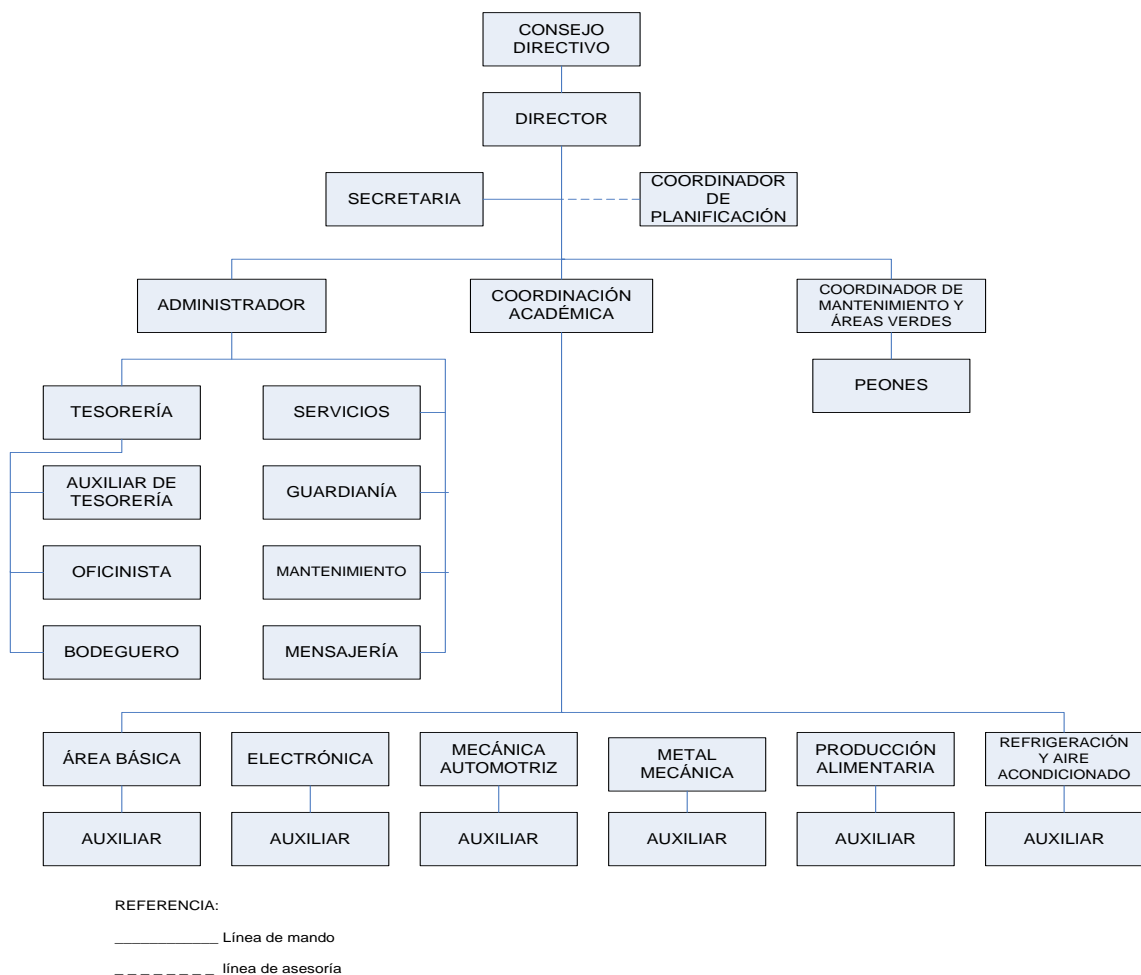 CONSEJO
DIRECTIVO
DIRECTOR
SECRETARIA
COORDINADOR
DE
PLANIFICACIÓN
ADMINISTRADOR
COORDINACIÓN
ACADÉMICA
COORDINADOR DE
MANTENIMIENTO Y
ÁREAS VERDES
TESORERÍA
SERVICIOS
PEONES
AUXILIAR DE
TESORERÍA
GUARDIANÍA
OFICINISTA
MANTENIMIENTO
BODEGUERO
MENSAJERÍA
ÁREA BÁSICA
ELECTRÓNICA
MECÁNICA
AUTOMOTRIZ
METAL
MECÁNICA
PRODUCCIÓN
ALIMENTARIA
REFRIGERACIÓN
Y AIRE
ACONDICIONADO
AUXILIAR
AUXILIAR
AUXILIAR
AUXILIAR
AUXILIAR
AUXILIAR
REFERENCIA:
____________ Línea de mando
_ _ _ _ _ _ _ _ línea de asesoría